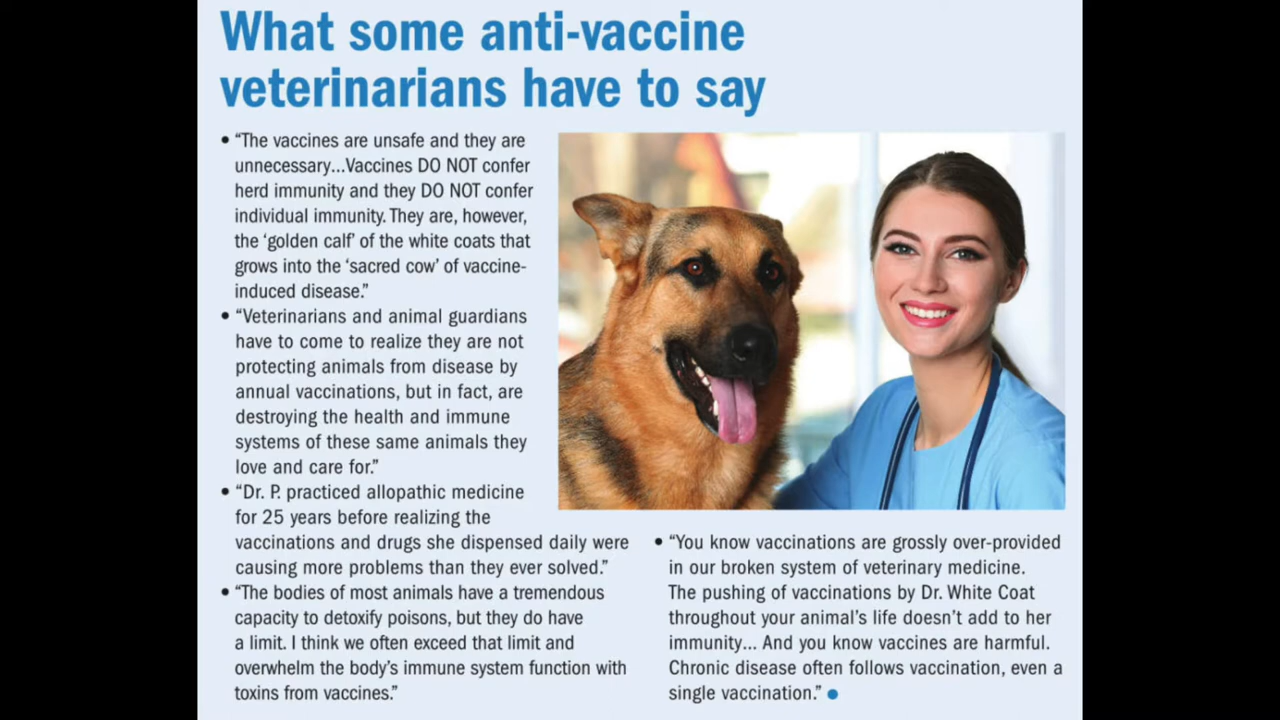 What some anti-vaccine
veterinarians have to say
• “The vaccines are unsafe and they are
unnecessary...Vaccines DO NOT confer
herd immunity and they DO NOT confer
individual immunity. They are, however,
the ‘golden calf’ of the white coats that
grows into the ‘sacred cow’ of vaccine-
induced disease.”
• “Veterinarians and animal guardians
have to come to realize they are not
protecting animals from disease by
annual vaccinations, but in fact, are
destroying the health and immune
systems of these same animals they
love and care for.”
• “Dr. P. practiced allopathic medicine
for 25 years before realizing the
vaccinations and drugs she dispensed daily were
causing more problems than they ever solved.”
• “The bodies of most animals have a tremendous
capacity to detoxify poisons, but they do have
a limit. I think we often exceed that limit and
overwhelm the body’s immune system function with
toxins from vaccines.”
• “You know vaccinations are grossly over-provided
in our broken system of veterinary medicine.
The pushing of vaccinations by Dr. White Coat
throughout your animal’s life doesn’t add to her
immunity... And you know vaccines are harmful.
Chronic disease often follows vaccination, even a
single vaccination.” •